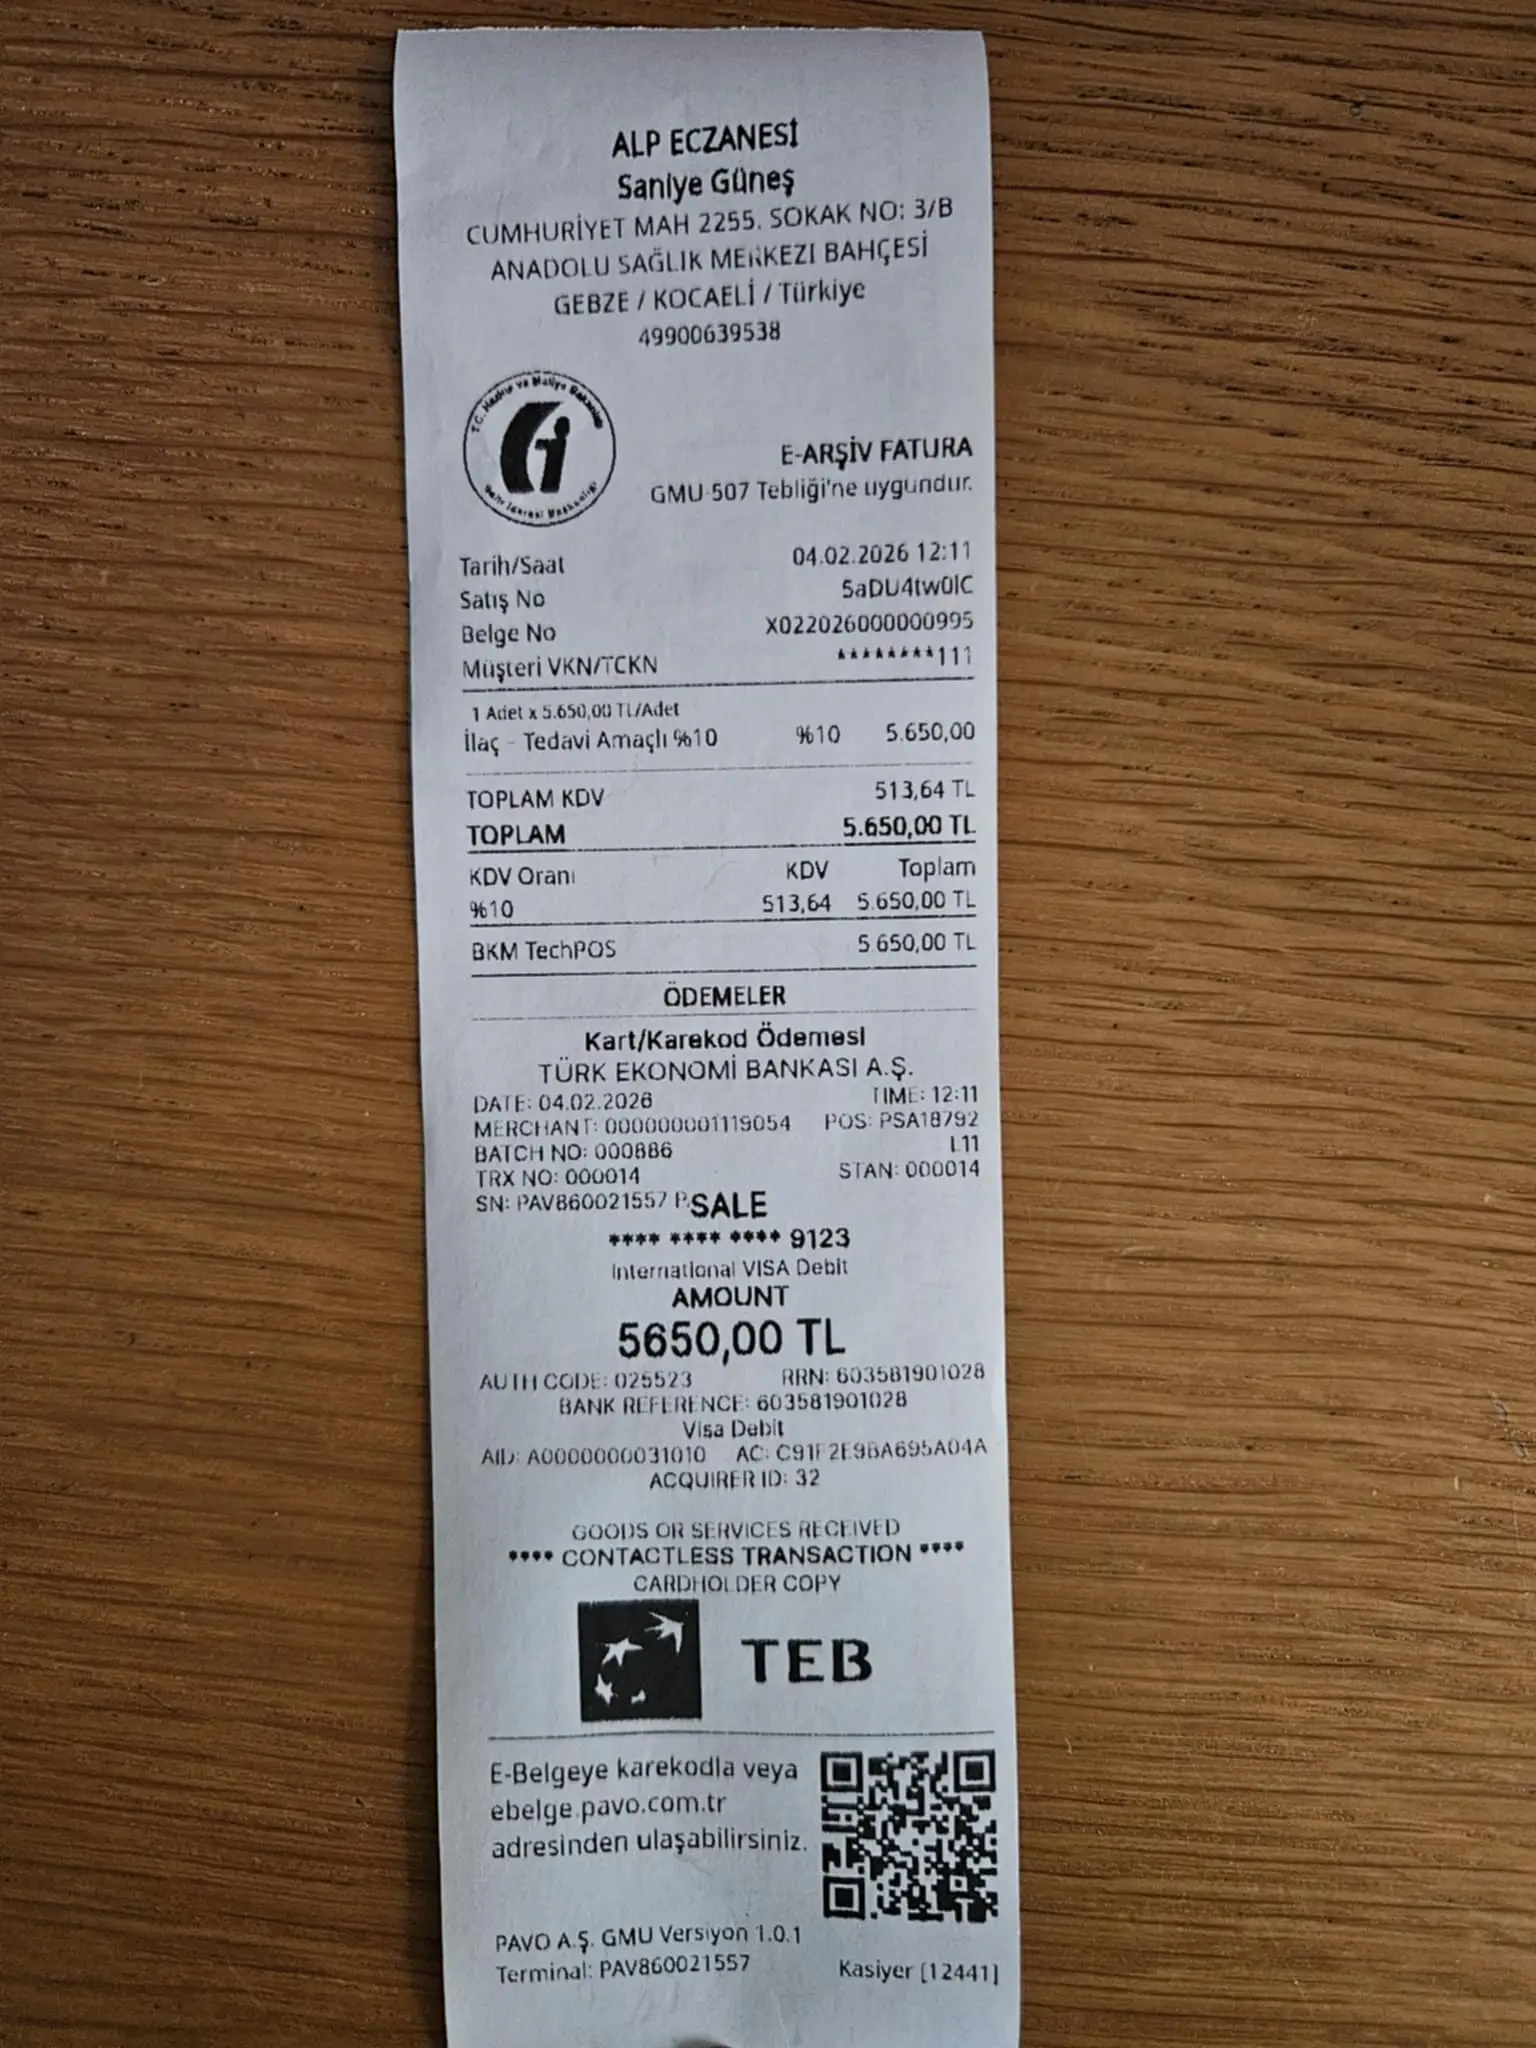 ALP ECZANESİ
Saniye Güneş
CUMHURİYET MAH 2255. SOKAK NO: 3/B
ANADOLU SAĞLIK MERKEZI BAHÇESİ
GEBZE / KOCAELİ / Türkiye
49900639538
T.C. Hazine ve Maliye Bakanlığı
Gelir İdaresi Başkanlığı
E-ARŞİV FATURA
GMU-507 Tebliği'ne uygundur.
Tarih/Saat 04.02.2026 12:11
Satış No 5aDU4tw0lC
Belge No X022026000000995
Müşteri VKN/TCKN ********111
1 Adet x 5.650,00 TL/Adet
İlaç - Tedavi Amaçlı %10 %10 5.650,00
TOPLAM KDV 513,64 TL
TOPLAM 5.650,00 TL
KDV Oranı KDV Toplam
%10 513,64 5.650,00 TL
BKM TechPOS 5.650,00 TL
ÖDEMELER
Kart/Karekod Ödemesi
TÜRK EKONOMİ BANKASI A.Ş.
DATE: 04.02.2026 TIME: 12:11
MERCHANT: 000000001119054 POS: PSA18792
BATCH NO: 000886 L11
TRX NO: 000014 STAN: 000014
SN: PAV860021557 P. SALE
**** **** **** 9123
International VISA Debit
AMOUNT
5650,00 TL
AUTH CODE: 025523 RRN: 603581901028
BANK REFERENCE: 603581901028
Visa Debit
AID: A0000000031010 AC: C91F2E9BA695A04A
ACQUIRER ID: 32
GOODS OR SERVICES RECEIVED
**** CONTACTLESS TRANSACTION ****
CARDHOLDER COPY
TEB
E-Belgeye karekodla veya
ebelge.pavo.com.tr
adresinden ulaşabilirsiniz.
PAVO A.Ş. GMU Versiyon 1.0.1
Terminal: PAV860021557 Kasiyer [12441]